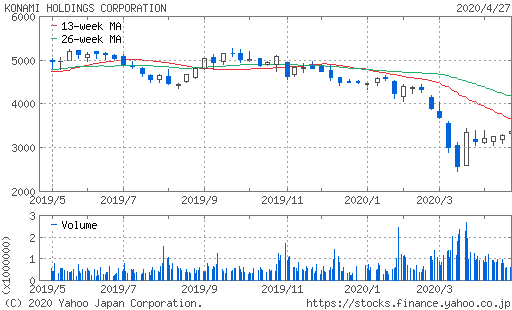 KONAMI HOLDINGS CORPORATION 2020/4/27
13-week MA
26-week MA
6000
5000
4000
3000
2000
2019/5 2019/7 2019/9 2019/11 2020/1 2020/3
Volume
3
2
1
0
(x1000000)
2019/5 2019/7 2019/9 2019/11 2020/1 2020/3
(C) 2020 Yahoo Japan Corporation. https://stocks.finance.yahoo.co.jp/